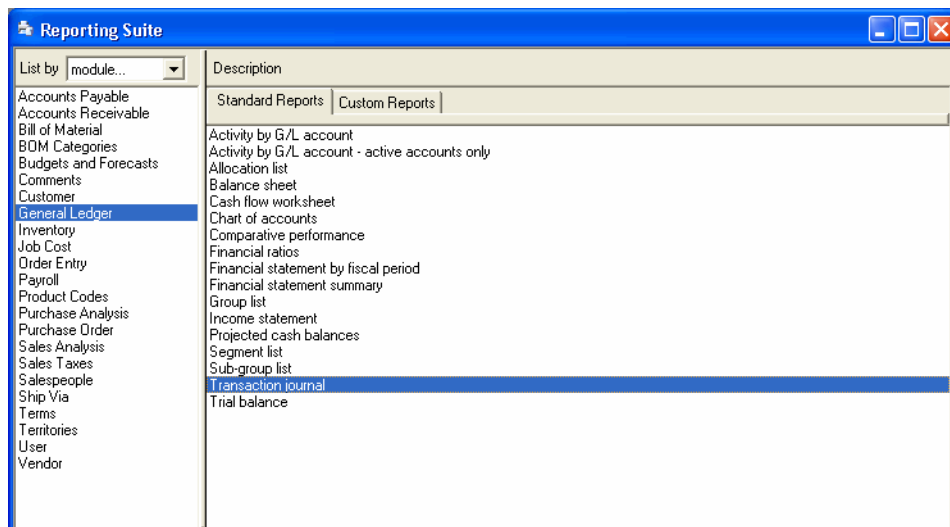 Reporting Suite
List by module...
Description
Accounts Payable
Accounts Receivable
Bill of Material
BOM Categories
Budgets and Forecasts
Comments
Customer
General Ledger
Inventory
Job Cost
Order Entry
Payroll
Product Codes
Purchase Analysis
Purchase Order
Sales Analysis
Sales Taxes
Salespeople
Ship Via
Terms
Territories
User
Vendor
Standard Reports Custom Reports
Activity by G/L account
Activity by G/L account - active accounts only
Allocation list
Balance sheet
Cash flow worksheet
Chart of accounts
Comparative performance
Financial ratios
Financial statement by fiscal period
Financial statement summary
Group list
Income statement
Projected cash balances
Segment list
Sub-group list
Transaction journal
Trial balance